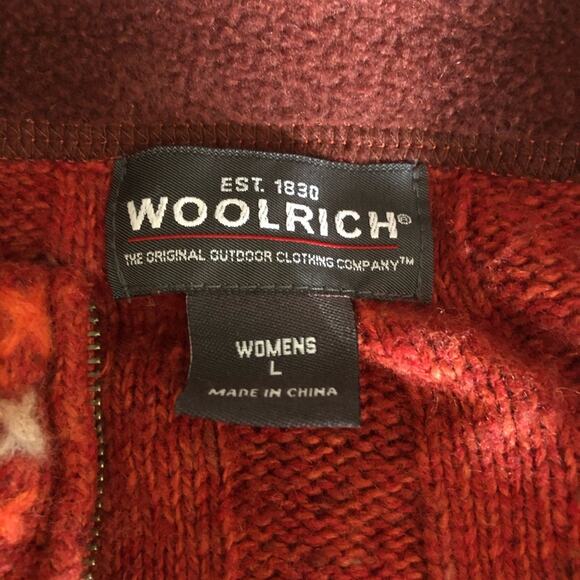 EST. 1830
WOOLRICH®
THE ORIGINAL OUTDOOR CLOTHING COMPANY™
WOMENS
L
MADE IN CHINA